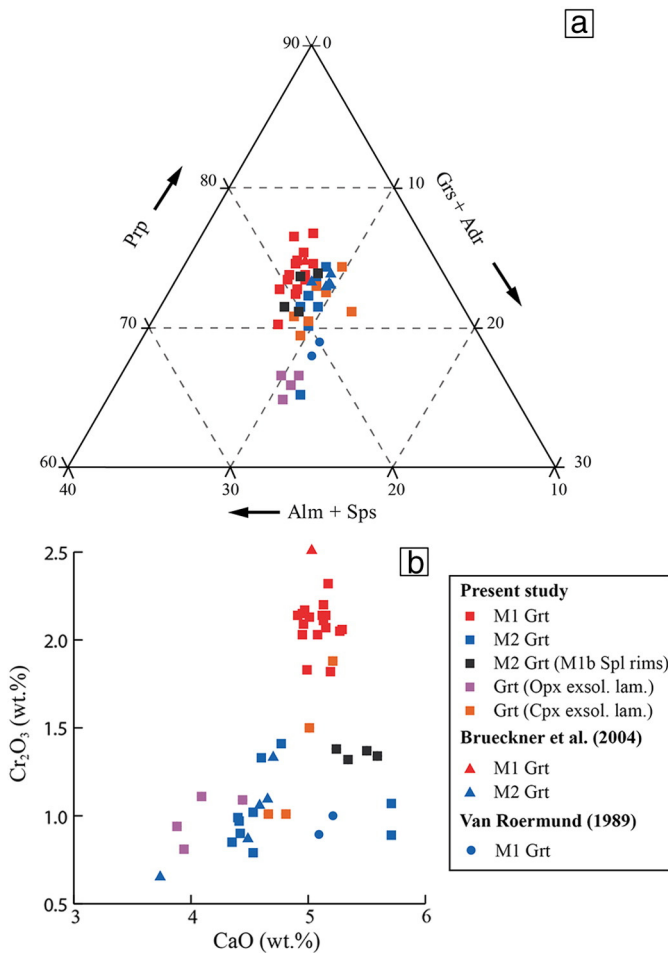 a
90 0
80 10
Prp
Grs + Adr
70 20
60 30
40 30 20 10
Alm + Sps
b
2.5
2.0
1.5
1.0
0.5
Cr₂O₃ (wt.%)
3 4 5 6
CaO (wt.%)
Present study
M1 Grt
M2 Grt
M2 Grt (M1b Spl rims)
Grt (Opx exsol. lam.)
Grt (Cpx exsol. lam.)
Brueckner et al. (2004)
M1 Grt
M2 Grt
Van Roermund (1989)
M1 Grt